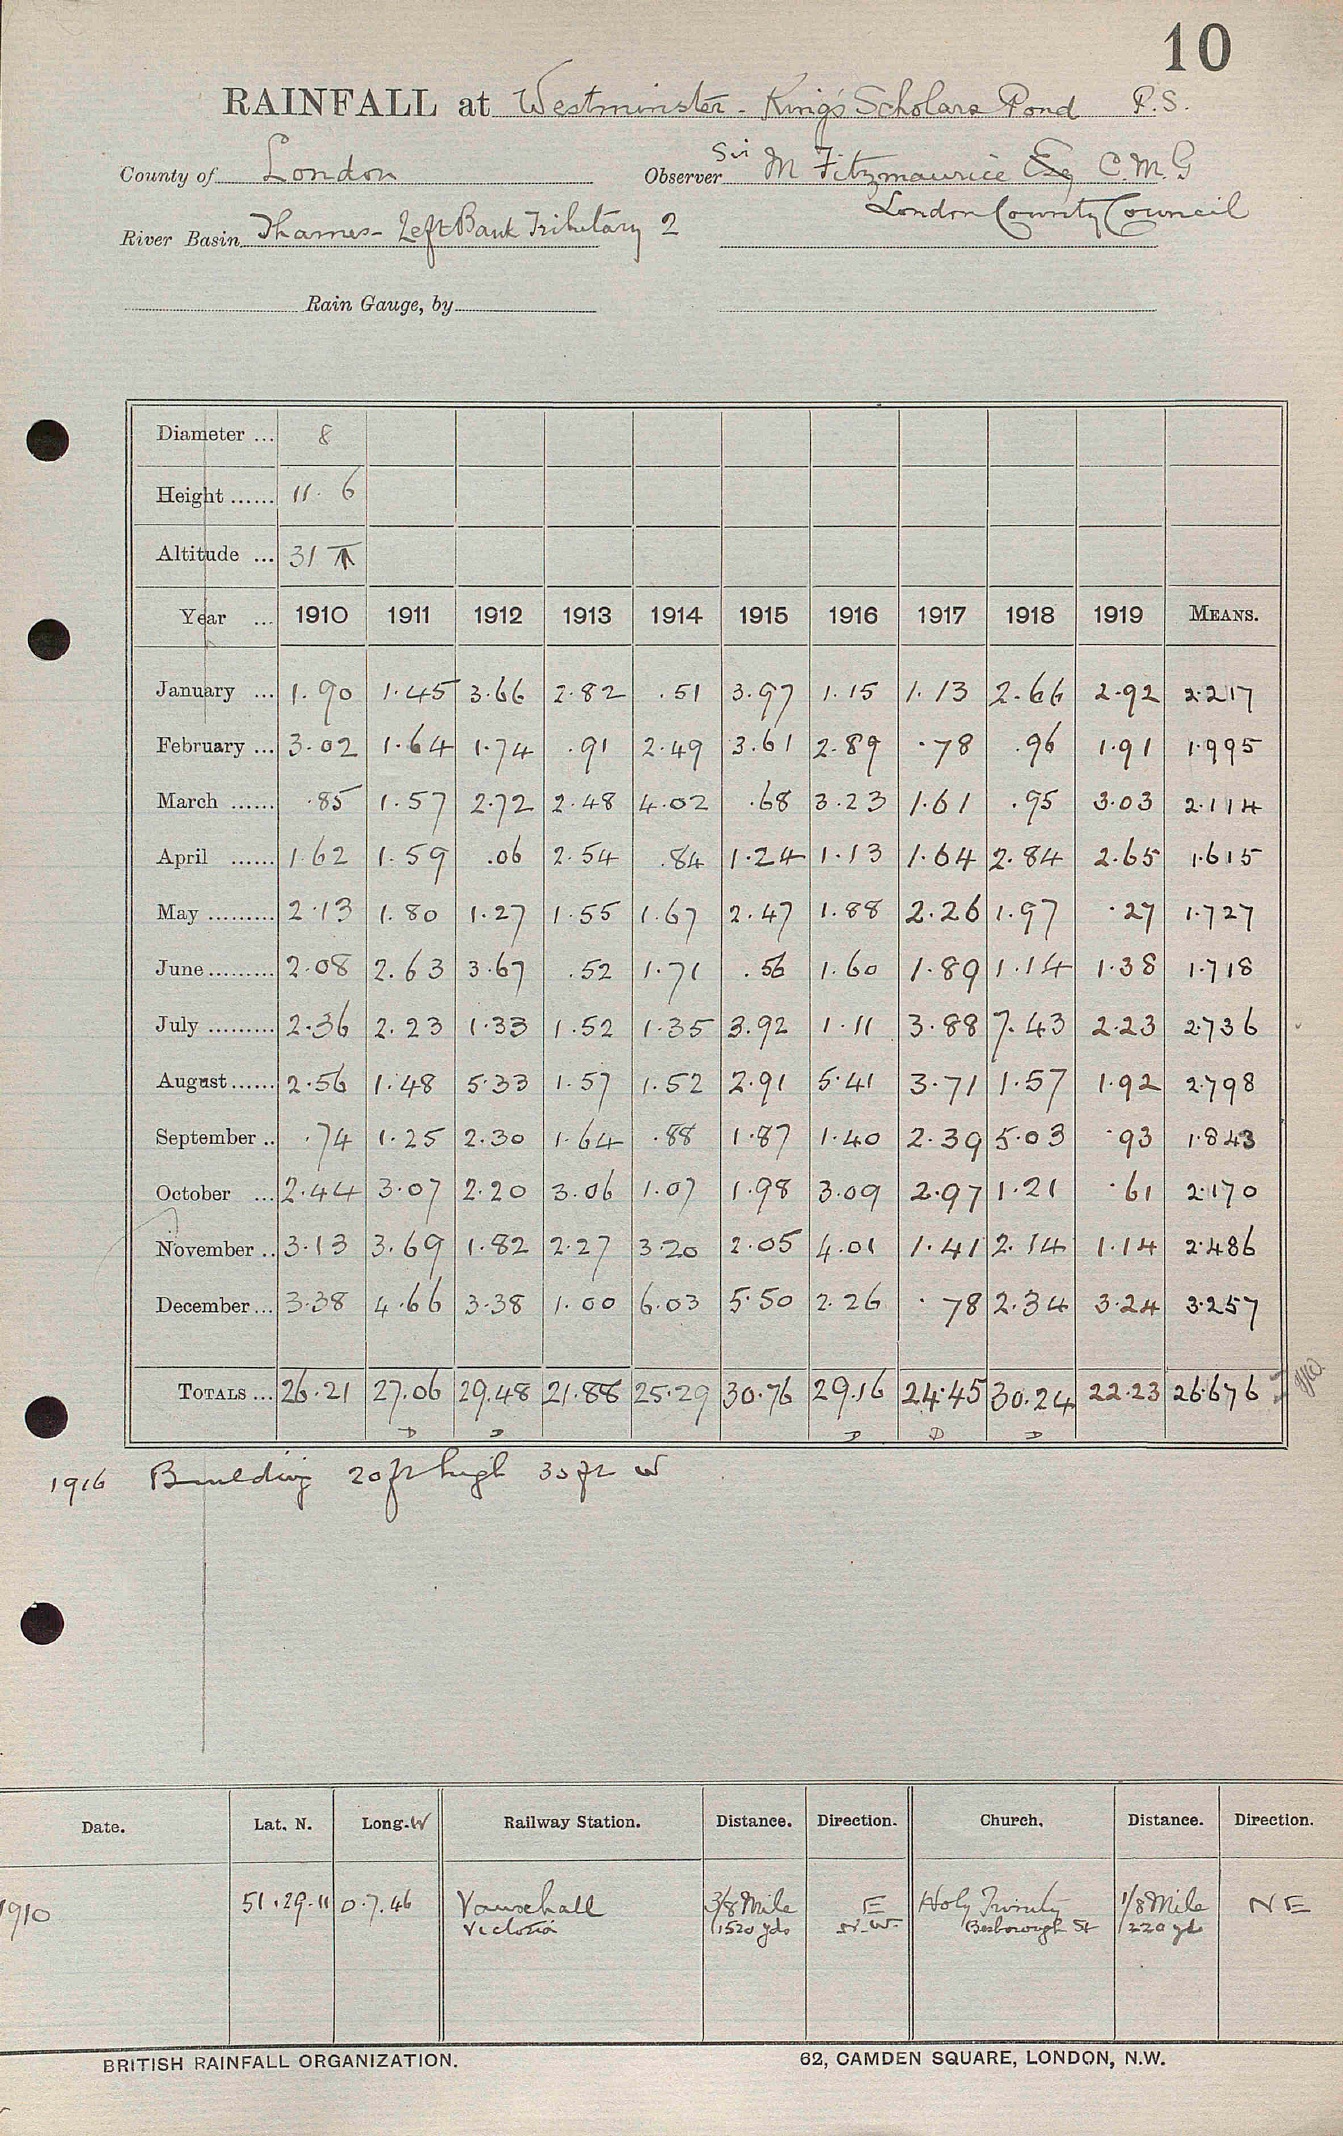 10
RAINFALL at Westminster - King's Scholars Pond P.S.
County of London Observer Sir M Fitzmaurice Esq C.M.G
London County Council
River Basin Thames - Left Bank Tributary 2
Rain Gauge, by
Diameter ... 8
Height ...... 11. 6
Altitude ... 31
Year ... 1910 1911 1912 1913 1914 1915 1916 1917 1918 1919 MEANS.
January ... 1.90 1.45 3.66 2.82 .51 3.97 1.15 1.13 2.66 2.92 2.217
February ... 3.02 1.64 1.74 .91 2.49 3.61 2.89 .78 .96 1.91 1.995
March ...... .85 1.57 2.72 2.48 4.02 .68 3.23 1.61 .95 3.03 2.114
April ...... 1.62 1.59 .06 2.54 .84 1.24 1.13 1.64 2.84 2.65 1.615
May ......... 2.13 1.80 1.27 1.55 1.67 2.47 1.88 2.26 1.97 .27 1.727
June ......... 2.08 2.63 3.67 .52 1.71 .56 1.60 1.89 1.14 1.38 1.718
July ......... 2.36 2.23 1.33 1.52 1.35 3.92 1.11 3.88 7.43 2.23 2.736
August ...... 2.56 1.48 5.33 1.57 1.52 2.91 5.41 3.71 1.57 1.92 2.798
September .. .74 1.25 2.30 1.64 .88 1.87 1.40 2.39 5.03 .93 1.843
October ... 2.44 3.07 2.20 3.06 1.07 1.98 3.09 2.97 1.21 .61 2.170
November .. 3.13 3.69 1.82 2.27 3.20 2.05 4.01 1.41 2.14 1.14 2.486
December ... 3.38 4.66 3.38 1.00 6.03 5.50 2.26 .78 2.34 3.24 3.257
TOTALS ... 26.21 27.06 29.48 21.88 25.29 30.76 29.16 24.45 30.24 22.23 26.676
D D D D D
1916 Building 20ft high 30ft W
Date. Lat. N. Long. W Railway Station. Distance. Direction. Church. Distance. Direction.
1910 51.29.11 0.7.46 Vauxhall 3/8 Mile E Holy Trinity 1/8 Mile NE
Victoria 1520 yds N.W. Besborough St 220 yds
BRITISH RAINFALL ORGANIZATION. 62, CAMDEN SQUARE, LONDON, N.W.